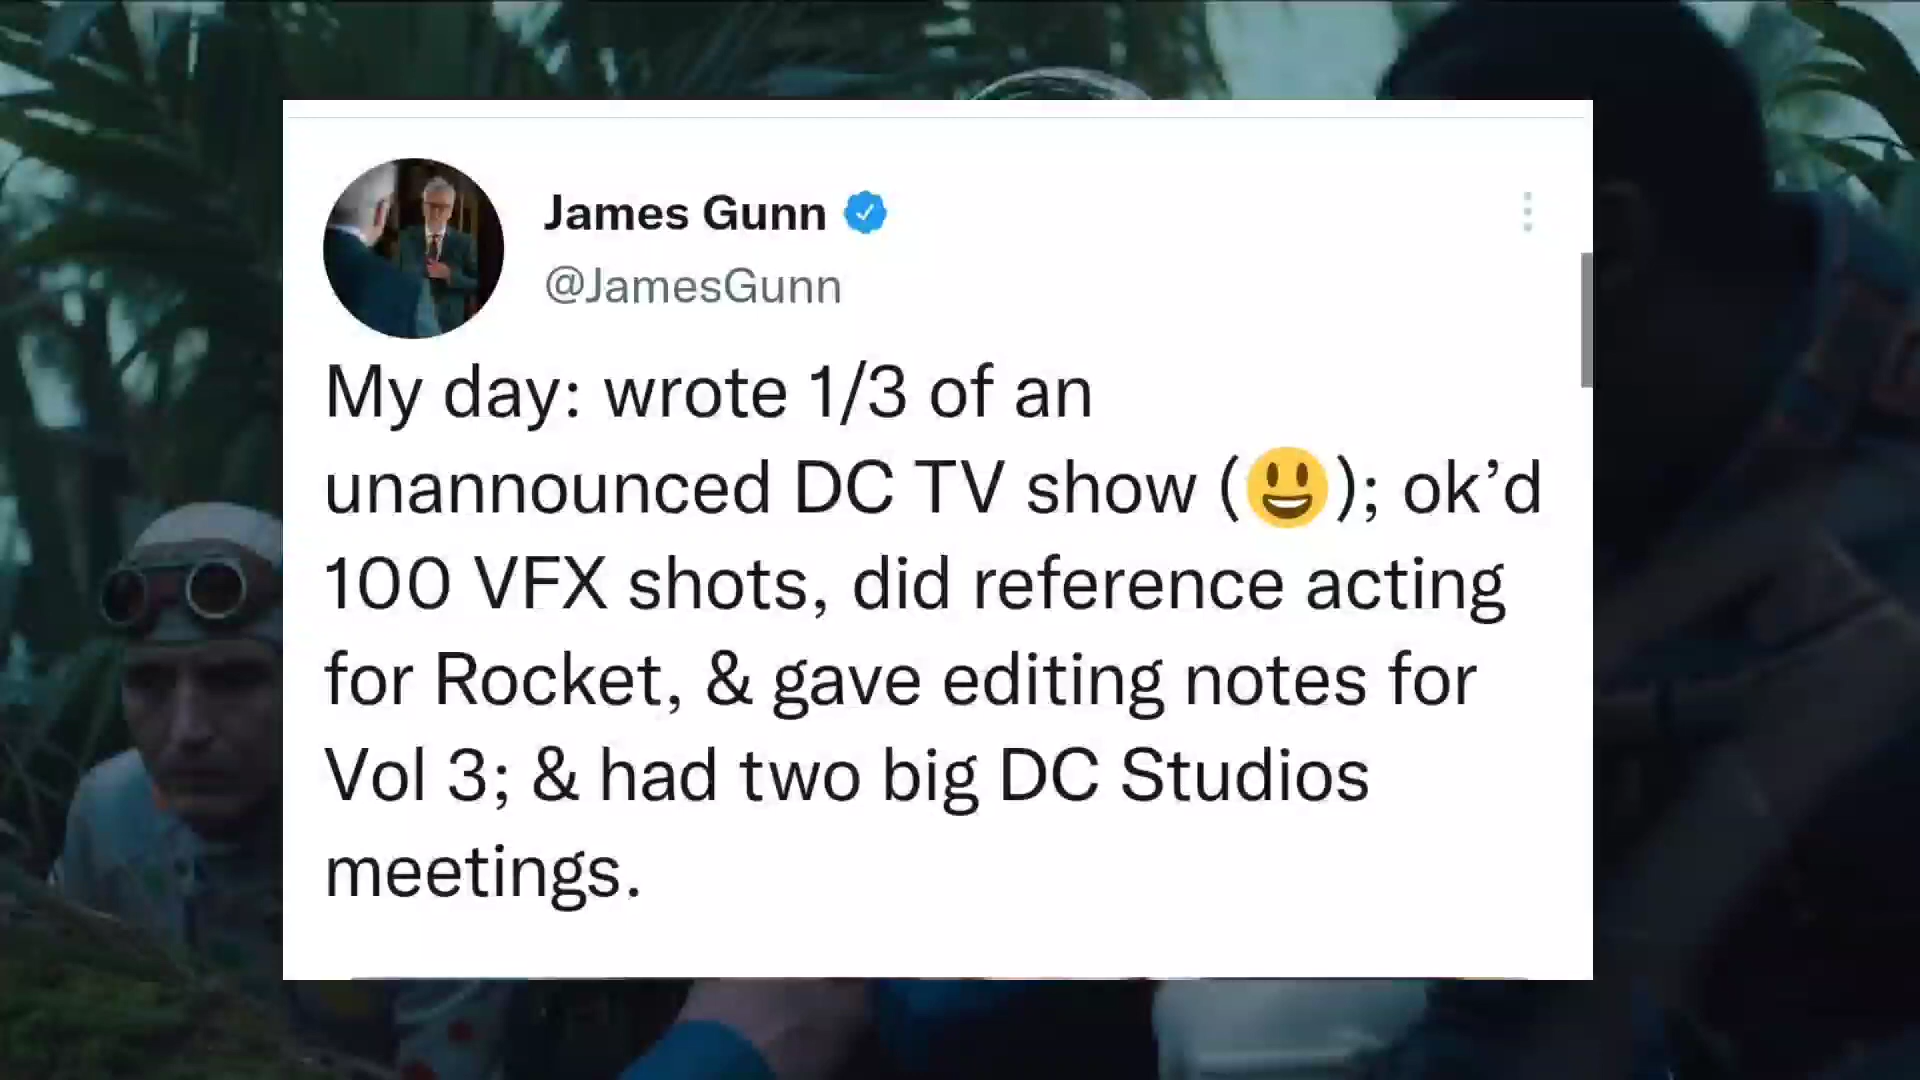 James Gunn
@JamesGunn
My day: wrote 1/3 of an
unannounced DC TV show (😃); ok’d
100 VFX shots, did reference acting
for Rocket, & gave editing notes for
Vol 3; & had two big DC Studios
meetings.